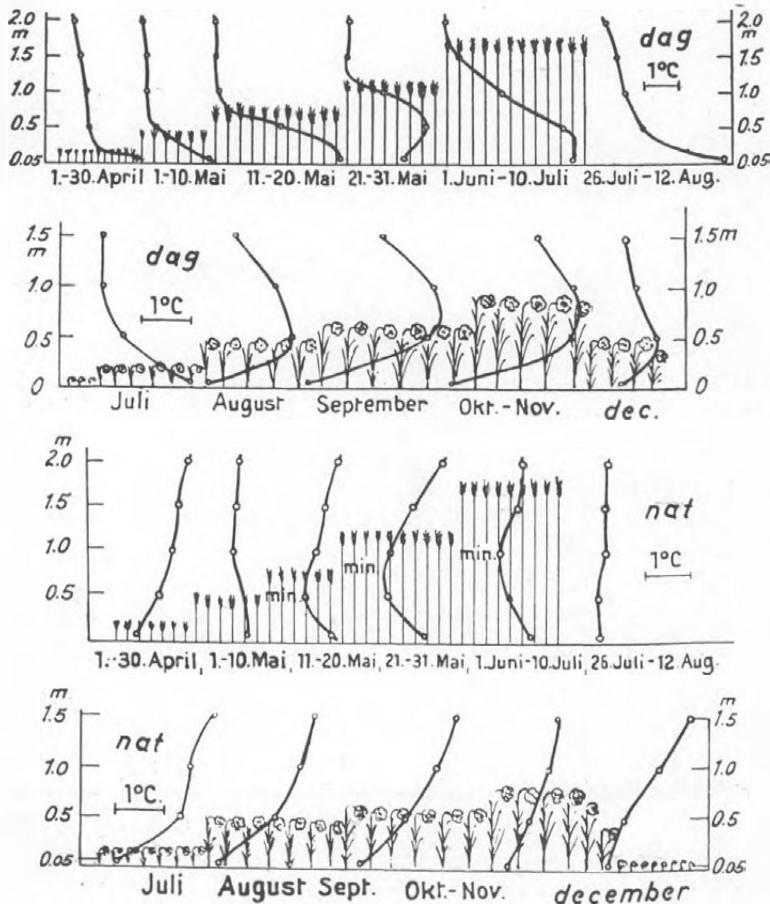 2.0 2.0
m dag m
1.5 1.5
1°C
1.0 1.0
0.5 0.5
0.05 0.05
1.-30.April 1.-10.Mai 11.-20.Mai 21.-31.Mai 1.Juni-10.Juli 26.Juli-12.Aug.
1.5 1.5m
m dag
1.0 1°C 1.0
0.5 0.5
0 0
Juli August September Okt.-Nov. dec.
m
2.0
1.5 nat
1.0 min. min. min. 1°C
0.5
1.-30.April, 1.-10.Mai, 11.-20.Mai, 21.-31.Mai, 1.Juni-10.Juli, 26.Juli-12.Aug.
m m
1.5 1.5
nat
1.0 1.0
1°C.
0.5 0.5
0.05 0.05
Juli August Sept. Okt.-Nov. december